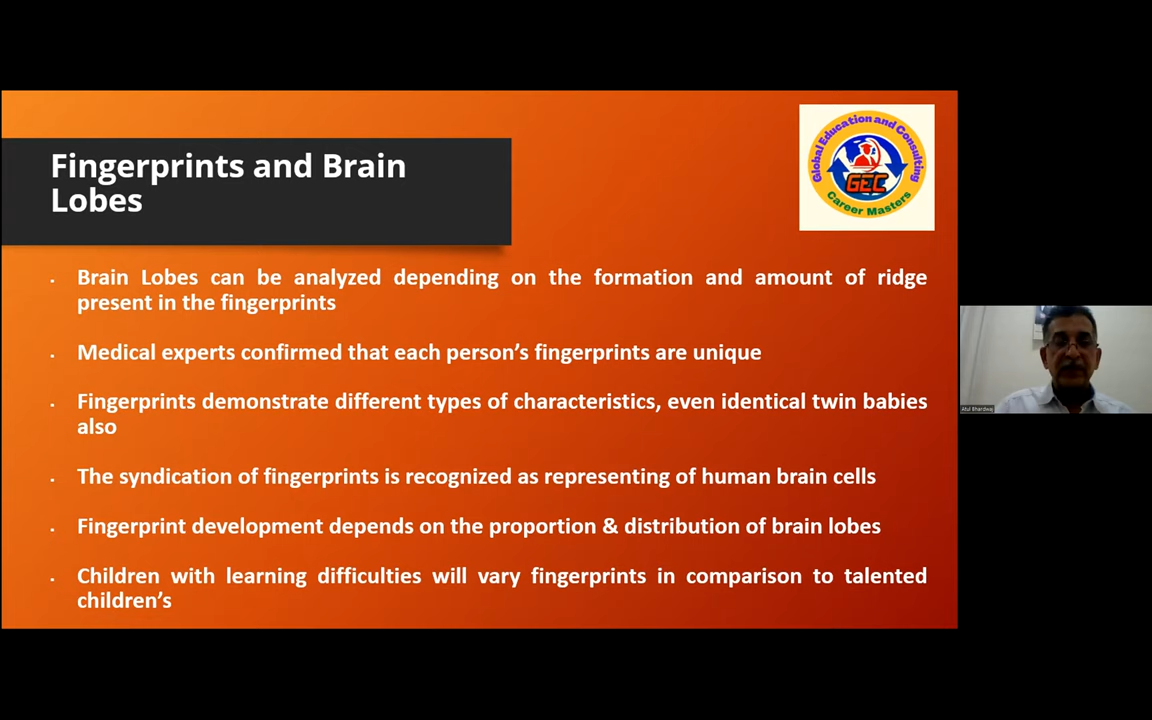 Fingerprints and Brain
Lobes
Global Education and Consulting
GEC
Career Masters
. Brain Lobes can be analyzed depending on the formation and amount of ridge
present in the fingerprints
. Medical experts confirmed that each person's fingerprints are unique
. Fingerprints demonstrate different types of characteristics, even identical twin babies
also
. The syndication of fingerprints is recognized as representing of human brain cells
. Fingerprint development depends on the proportion & distribution of brain lobes
. Children with learning difficulties will vary fingerprints in comparison to talented
children's
Atul Bhardwaj